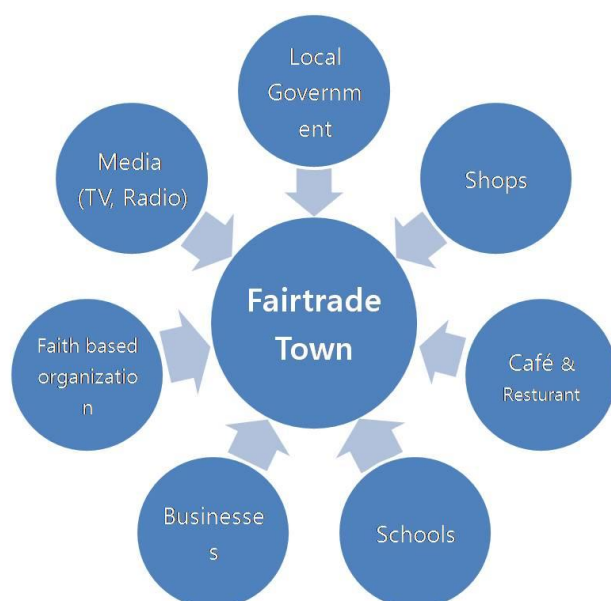 Local
Governm
ent
Media
(TV, Radio)
Shops
Fairtrade
Town
Faith based
organizatio
n
Café &
Resturant
Businesse
s
Schools